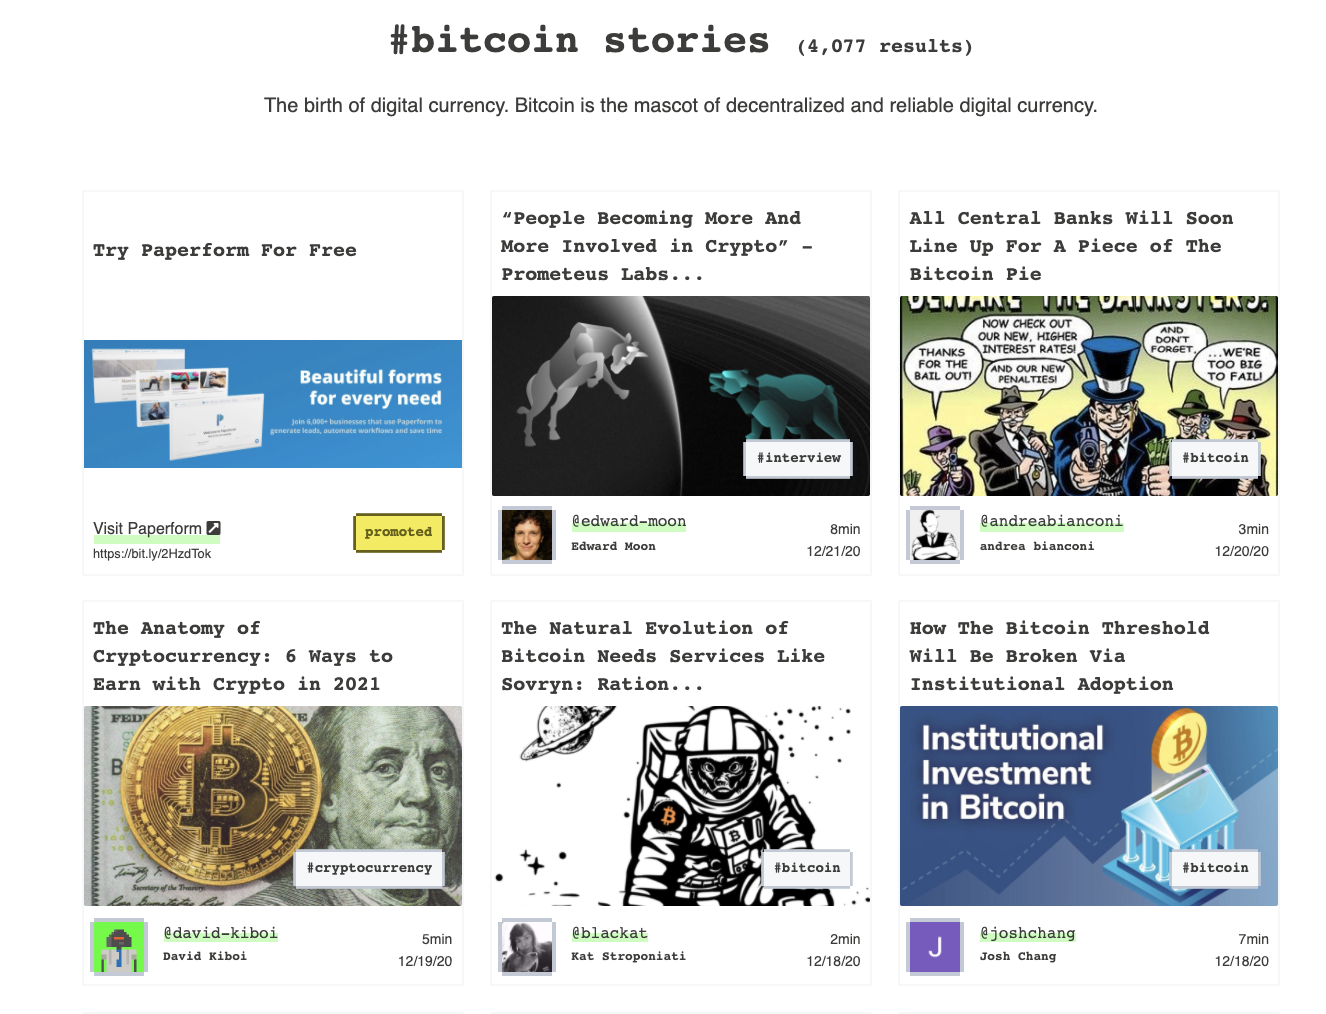 #bitcoin stories (4,077 results)
The birth of digital currency. Bitcoin is the mascot of decentralized and reliable digital currency.
Try Paperform For Free
Beautiful forms
for every need
Join 6,000+ businesses that use Paperform to
generate leads, automate workflows and save time
Visit Paperform
https://bit.ly/2HzdTok
promoted
“People Becoming More And
More Involved in Crypto” -
Prometeus Labs...
#interview
@edward-moon
Edward Moon
8min
12/21/20
All Central Banks Will Soon
Line Up For A Piece of The
Bitcoin Pie
BEWARE THE BANKSTERS!
THANKS
FOR THE
BAIL OUT!
NOW CHECK OUT
OUR NEW, HIGHER
INTEREST RATES!
AND OUR NEW
PENALTIES!
AND
DON'T
FORGET,
...WE'RE
TOO BIG
TO FAIL!
#bitcoin
@andreabianconi
andrea bianconi
3min
12/20/20
The Anatomy of
Cryptocurrency: 6 Ways to
Earn with Crypto in 2021
Secretary of the Treasury.
#cryptocurrency
@david-kiboi
David Kiboi
5min
12/19/20
The Natural Evolution of
Bitcoin Needs Services Like
Sovryn: Ration...
#bitcoin
@blackat
Kat Stroponiati
2min
12/18/20
How The Bitcoin Threshold
Will Be Broken Via
Institutional Adoption
Institutional
Investment
in Bitcoin
#bitcoin
J
@joshchang
Josh Chang
7min
12/18/20